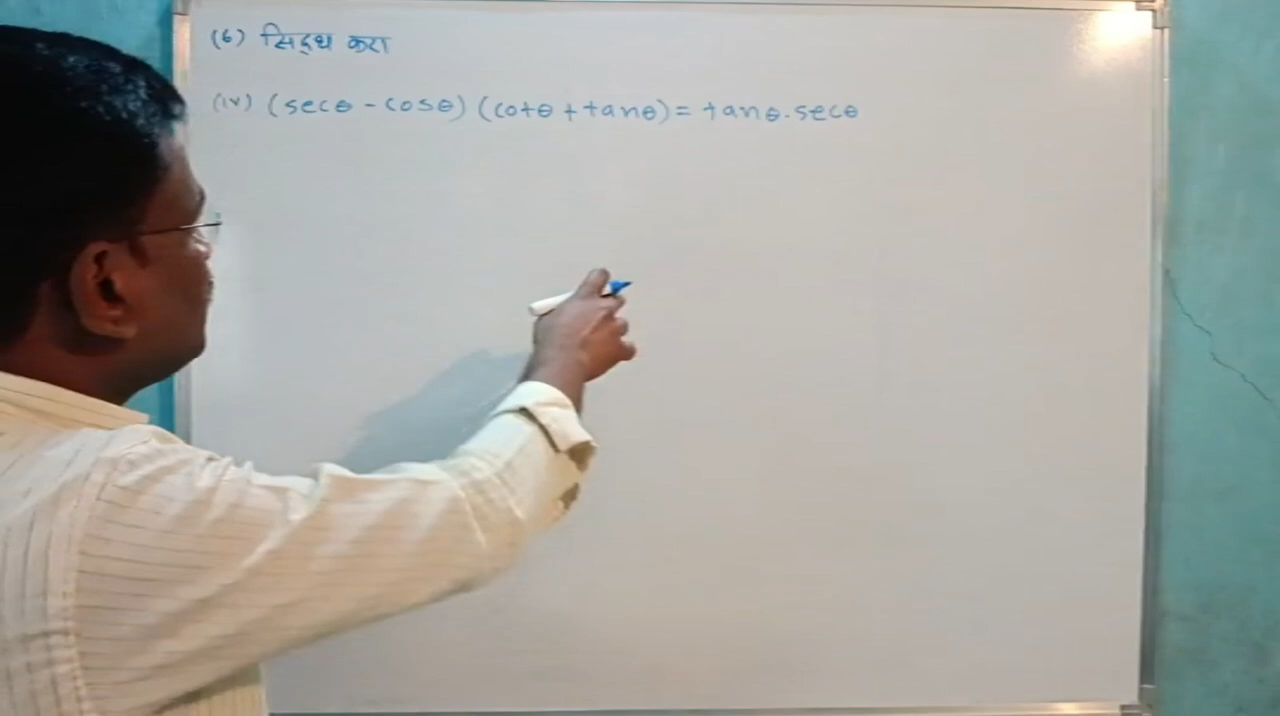 (6) सिद्ध करा
(iv) (secθ - cosθ) (cotθ + tanθ) = tanθ.secθ